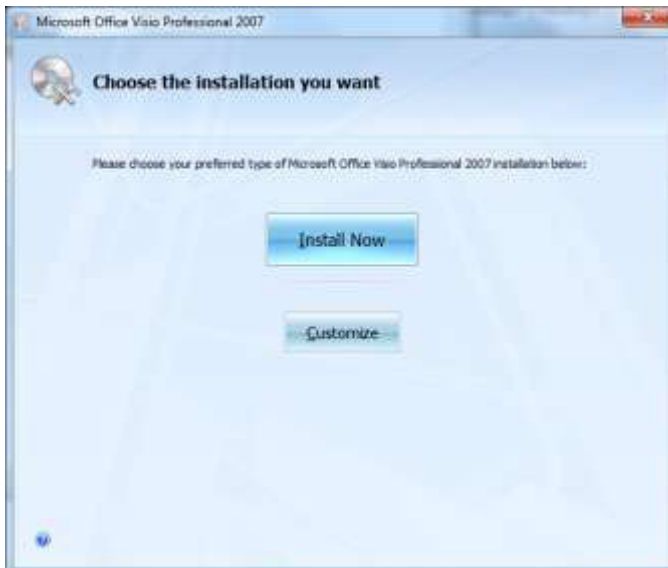 Microsoft Office Visio Professional 2007
Choose the installation you want
Please choose your preferred type of Microsoft Office Visio Professional 2007 installation below:
Install Now
Customize